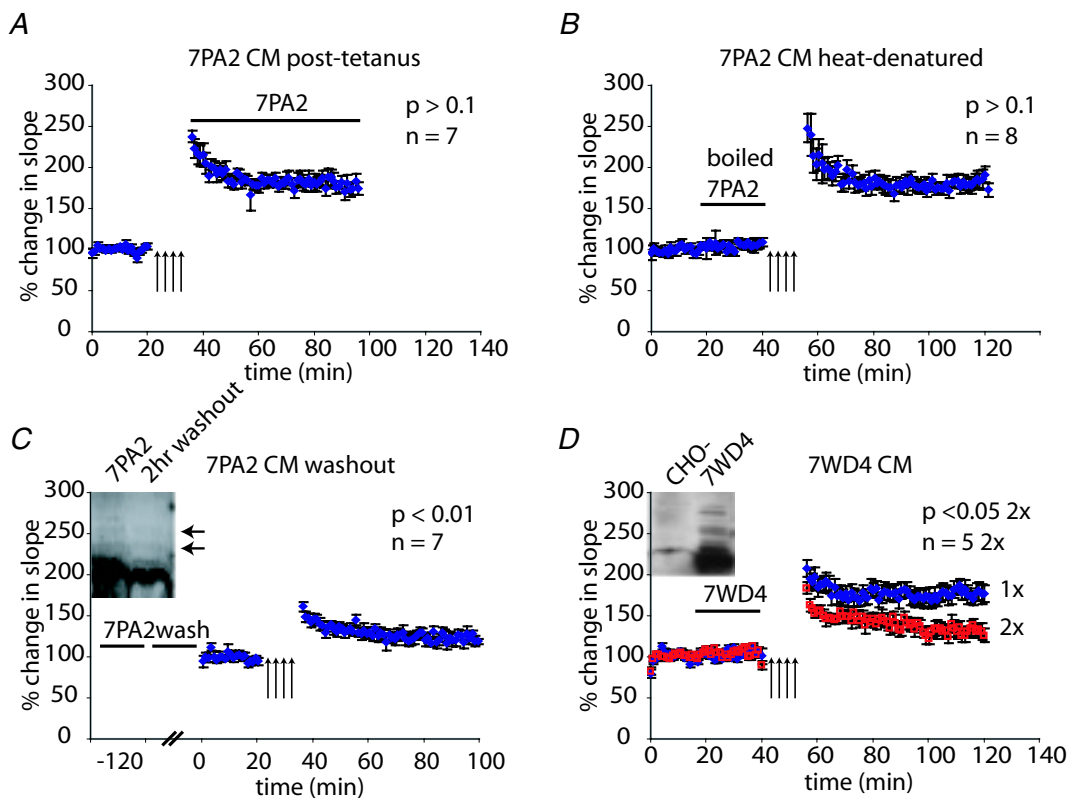 A
7PA2 CM post-tetanus
300
250
200
150
100
50
0
% change in slope
7PA2
p > 0.1
n = 7
0 20 40 60 80 100 120 140
time (min)
B
7PA2 CM heat-denatured
300
250
200
150
100
50
0
% change in slope
boiled
7PA2
p > 0.1
n = 8
0 20 40 60 80 100 120 140
time (min)
C
7PA2
2hr washout
7PA2 CM washout
300
250
200
150
100
50
0
% change in slope
p < 0.01
n = 7
7PA2 wash
-120 0 20 40 60 80 100
time (min)
D
CHO-
7WD4
7WD4 CM
300
250
200
150
100
50
0
% change in slope
p <0.05 2x
n = 5 2x
7WD4
1x
2x
0 20 40 60 80 100 120 140
time (min)